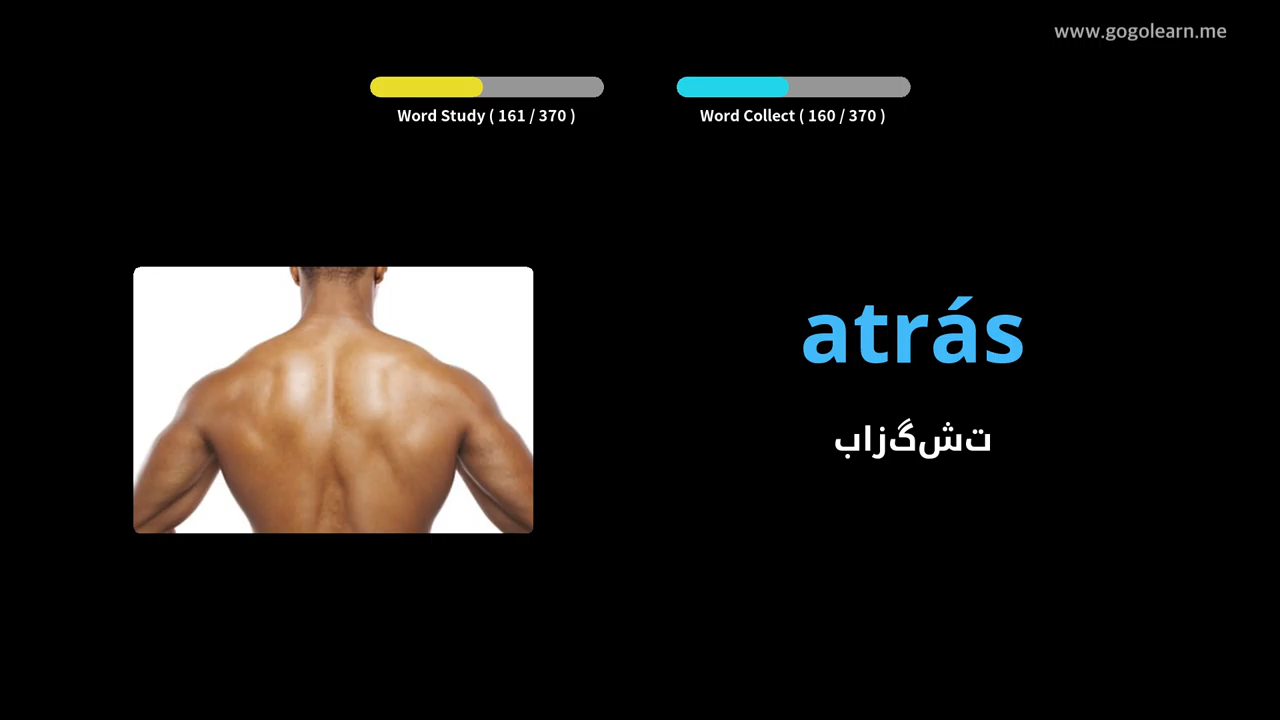 www.gogolearn.me
Word Study ( 161 / 370 )
Word Collect ( 160 / 370 )
atrás
تشگزاب